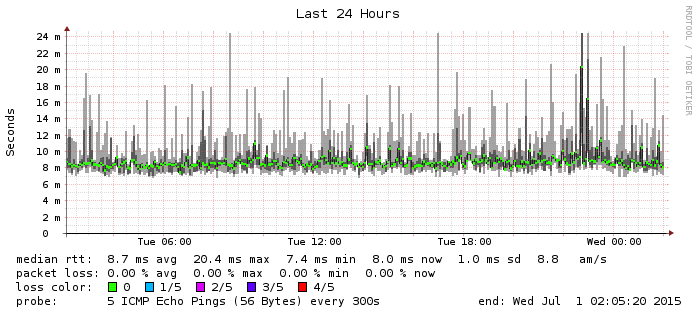 Last 24 Hours
RRDTOOL / TOBI OETIKER
Seconds
24 m
22 m
20 m
18 m
16 m
14 m
12 m
10 m
8 m
6 m
4 m
2 m
0
Tue 06:00 Tue 12:00 Tue 18:00 Wed 00:00
median rtt: 8.7 ms avg 20.4 ms max 7.4 ms min 8.0 ms now 1.0 ms sd 8.8 am/s
packet loss: 0.00 % avg 0.00 % max 0.00 % min 0.00 % now
loss color: 0 1/5 2/5 3/5 4/5
probe: 5 ICMP Echo Pings (56 Bytes) every 300s end: Wed Jul 1 02:05:20 2015